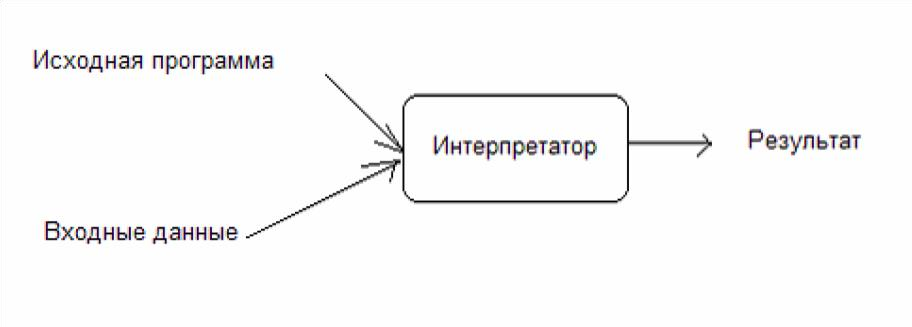 Исходная программа
Интерпретатор
Результат
Входные данные